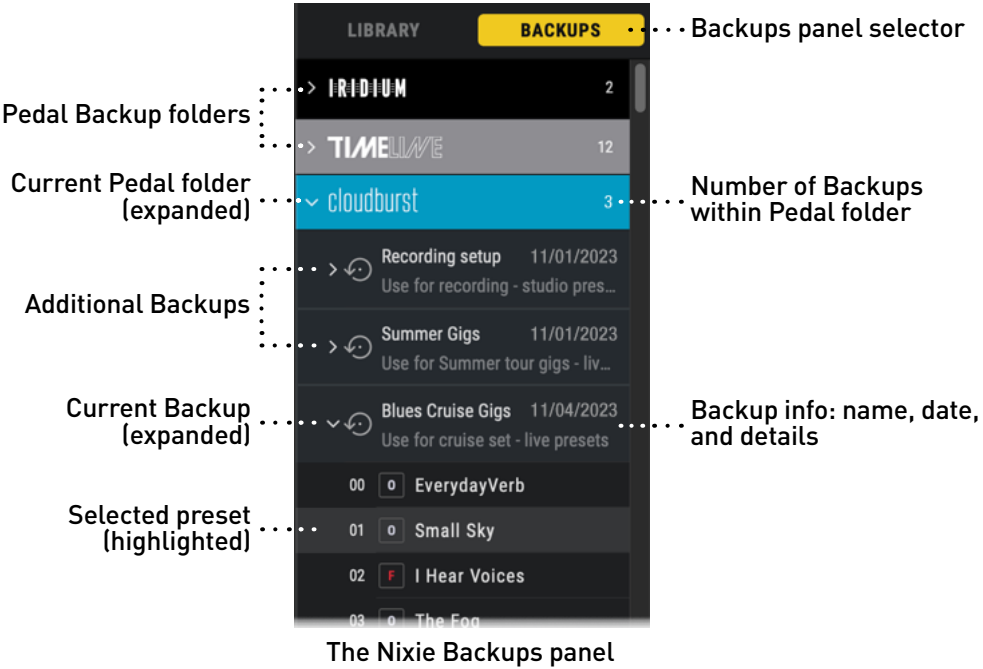 LIBRARY BACKUPS
Backups panel selector
IRIDIUM 2
Pedal Backup folders
TIMELINE 12
Current Pedal folder
(expanded)
cloudburst 3
Number of Backups
within Pedal folder
Recording setup 11/01/2023
Use for recording - studio pres...
Additional Backups
Summer Gigs 11/01/2023
Use for Summer tour gigs - liv...
Current Backup
(expanded)
Blues Cruise Gigs 11/04/2023
Use for cruise set - live presets
Backup info: name, date,
and details
00 O EverydayVerb
Selected preset
(highlighted)
01 O Small Sky
02 F I Hear Voices
03 O The Fog
The Nixie Backups panel